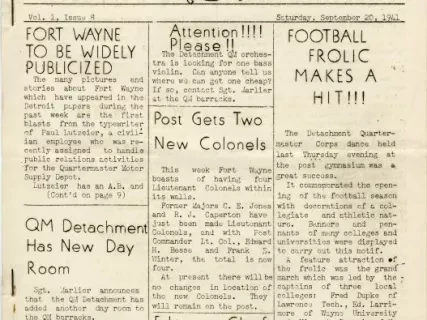 Vol. 1, Issue 4
Saturday, September 20, 1941
FORT WAYNE
TO BE WIDELY
PUBLICIZED
The many pictures and
stories about Fort Wayne
which have appeared in the
Detroit papers during the
past week are the first
blasts from the typewriter
of Paul Lutzeier, a civil-
ian employee who was re-
cently assigned to handle
public relations activities
for the Quartermaster Motor
Supply Depot.
Lutzeier has an A.B. and
(Cont'd on page 9)
QM Detachment
Has New Day
Room
Sgt. Marlier announces
that the QM Detachment has
added another day room to
QM barracks.
Attention!!!!
Please!!
The Detachment QM orches-
tra is looking for one bass
violin. Can anyone tell us
where we can get one cheap?
if so, contact Sgt. Marlier
at the QM barracks.
Post Gets Two
New Colonels
This week Fort Wayne
boasts of having four
Lieutenant Colonels within
its walls.
Former Majors C. E. Jones
and R. J. Caperton have
just been made Lieutenant
Colonels, and with Post
Commander Lt. Col., Edward
H. Besse and Frank G.
Winter, the total is now
four.
At present there will be
no changes in location of
the new Colonels. They
will remain on the post.
FOOTBALL
FROLIC
MAKES A
HIT!!!
The Detachment Quarter-
master Corps dance held
last Thursday evening at
the post gymnasium was a
great success.
It commorated the open-
ing of the football season
with decorations of a col-
legiate and athletic nat-
ure. Banners and pen-
nants of many colleges and
universities were displayed
to carry out this motif.
A feature attraction of
the frolic was the grand
march which was led by the
captains of three local
colleges: Fred Dupke of
Lawrence Tech., Ed. Larri-
more of Wayne University